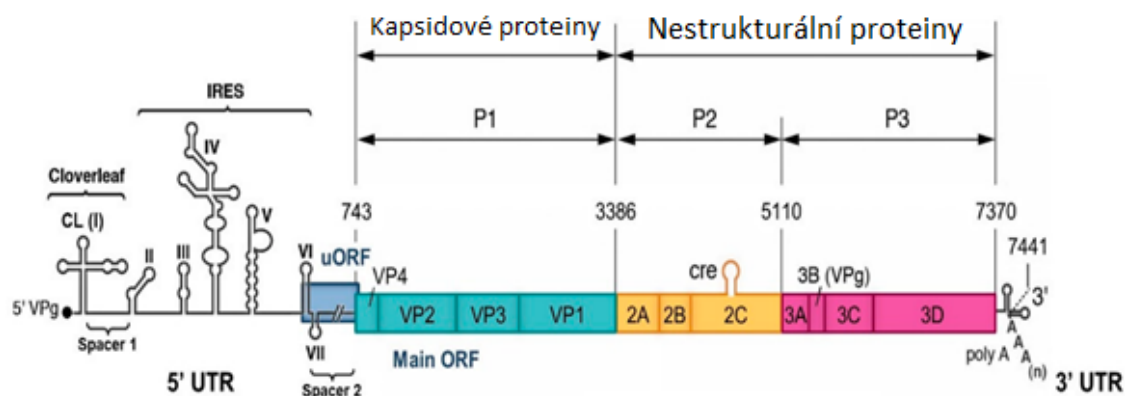 Kapsidové proteiny Nestrukturální proteiny
IRES
P1 P2 P3
IV
Cloverleaf
CL (I) II III V 743 3386 5110 7370
VI uORF 7441
VP4 cre 3B (VPg) 3'
5' VPg VP2 VP3 VP1 2A 2B 2C 3A 3C 3D
Spacer 1 VII Main ORF poly A A A A (n)
5' UTR Spacer 2 3' UTR